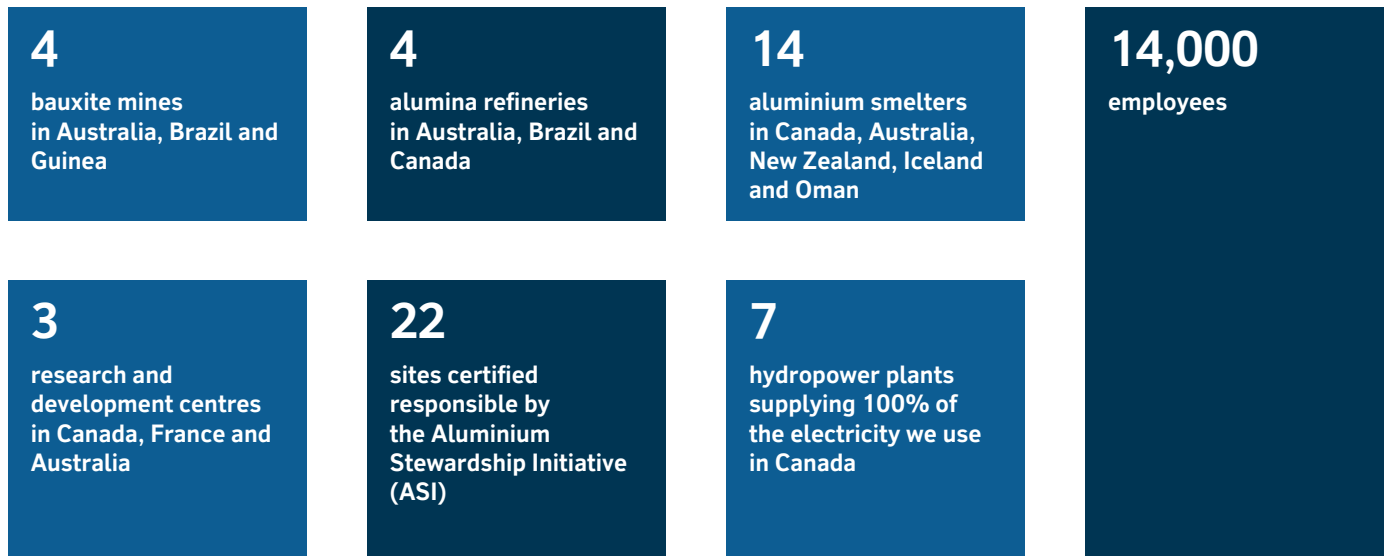 4
bauxite mines
in Australia, Brazil and
Guinea
4
alumina refineries
in Australia, Brazil and
Canada
14
aluminium smelters
in Canada, Australia,
New Zealand, Iceland
and Oman
14,000
employees
3
research and
development centres
in Canada, France and
Australia
22
sites certified
responsible by
the Aluminium
Stewardship Initiative
(ASI)
7
hydropower plants
supplying 100% of
the electricity we use
in Canada